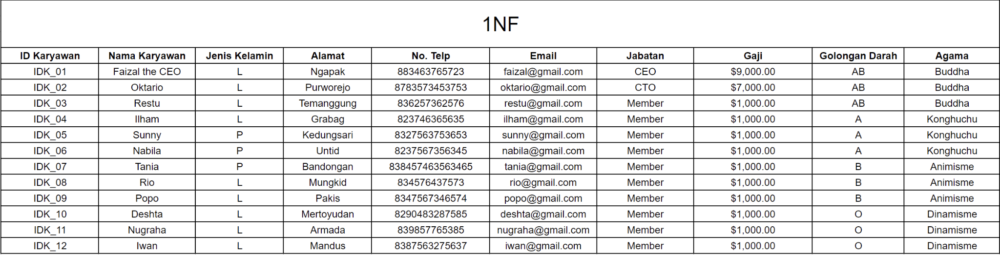 1NF
ID Karyawan Nama Karyawan Jenis Kelamin Alamat No. Telp Email Jabatan Gaji Golongan Darah Agama
IDK_01 Faizal the CEO L Ngapak 883463765723 faizal@gmail.com CEO $9,000.00 AB Buddha
IDK_02 Oktario L Purworejo 8783573453753 oktario@gmail.com CTO $7,000.00 AB Buddha
IDK_03 Restu L Temanggung 836257362576 restu@gmail.com Member $1,000.00 AB Buddha
IDK_04 Ilham L Grabag 823746365635 ilham@gmail.com Member $1,000.00 A Konghuchu
IDK_05 Sunny P Kedungsari 8327563753653 sunny@gmail.com Member $1,000.00 A Konghuchu
IDK_06 Nabila P Untid 8237567356345 nabila@gmail.com Member $1,000.00 A Konghuchu
IDK_07 Tania P Bandongan 838457463563465 tania@gmail.com Member $1,000.00 B Animisme
IDK_08 Rio L Mungkid 834576437573 rio@gmail.com Member $1,000.00 B Animisme
IDK_09 Popo L Pakis 8347567346574 popo@gmail.com Member $1,000.00 B Animisme
IDK_10 Deshta L Mertoyudan 8290483287585 deshta@gmail.com Member $1,000.00 O Dinamisme
IDK_11 Nugraha L Armada 839857765385 nugraha@gmail.com Member $1,000.00 O Dinamisme
IDK_12 Iwan L Mandus 8387563275637 iwan@gmail.com Member $1,000.00 O Dinamisme